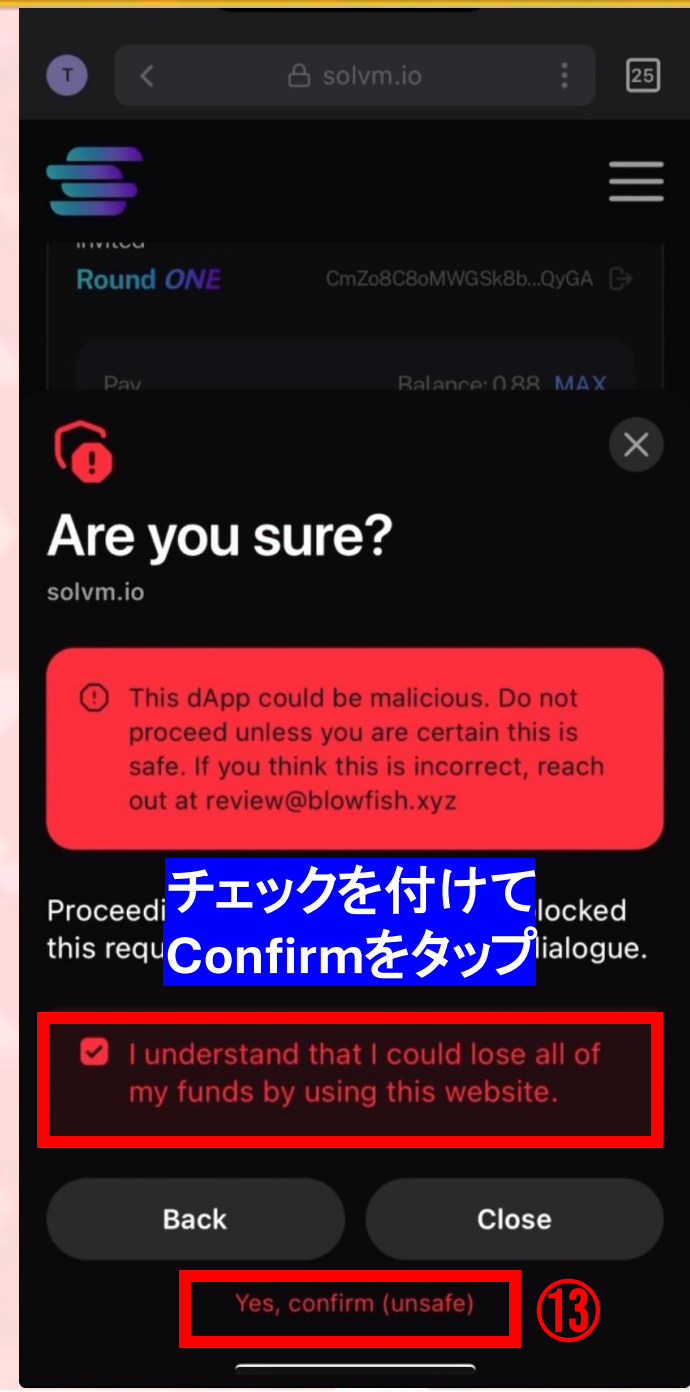 T
solvm.io
25
Invited
Round ONE
CmZo8C8oMWGSk8b...QyGA
Pay
Balance: 0.88 MAX
Are you sure?
solvm.io
This dApp could be malicious. Do not
proceed unless you are certain this is
safe. If you think this is incorrect, reach
out at review@blowfish.xyz
チェックを付けて
Confirmをタップ
this
I understand that I could lose all of
my funds by using this website.
Back
Close
Yes, confirm (unsafe)
⑬